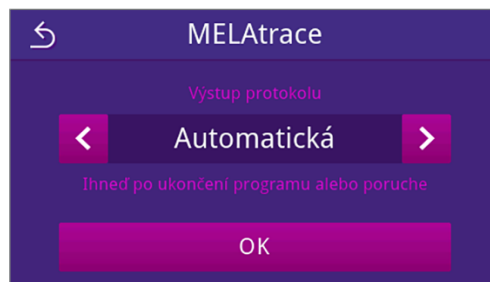 MELAtrace
Výstup protokolu
Automatická
Ihneď po ukončení programu alebo poruche
OK